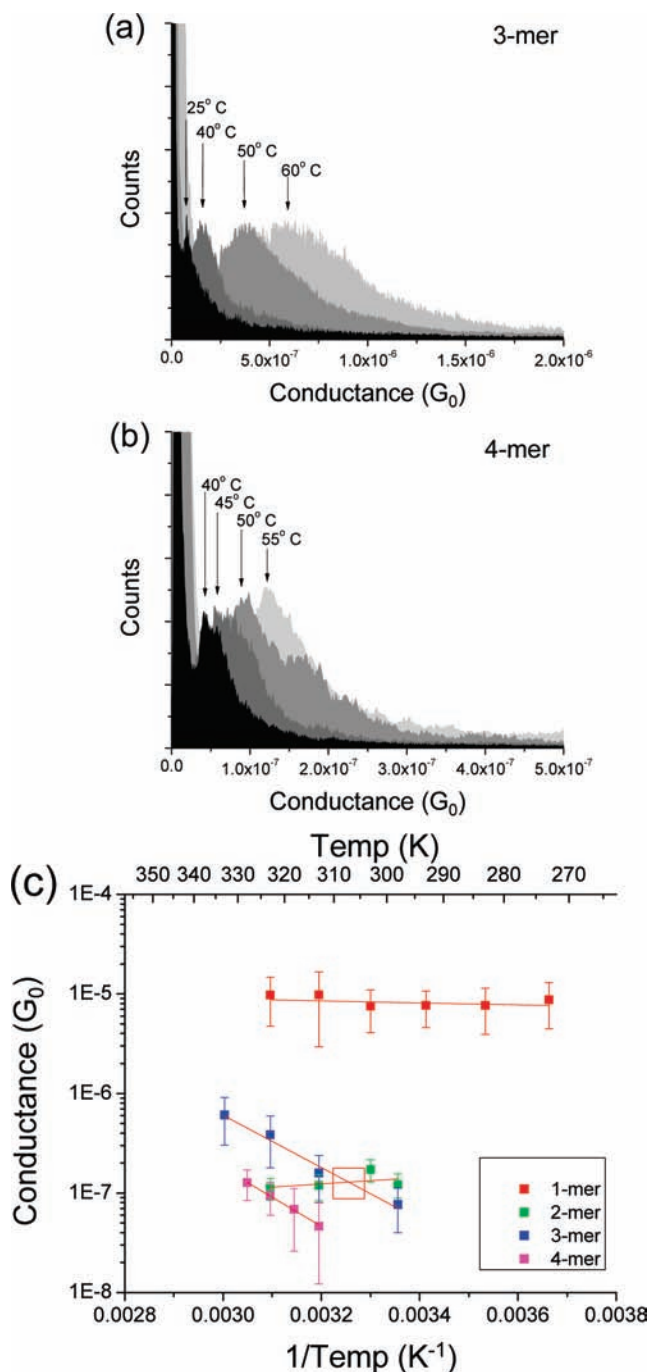 (a)
3-mer
25° C
40° C
50° C
60° C
Counts
0.0 5.0x10⁻⁷ 1.0x10⁻⁶ 1.5x10⁻⁶ 2.0x10⁻⁶
Conductance (G₀)
(b)
4-mer
40° C
45° C
50° C
55° C
Counts
0.0 1.0x10⁻⁷ 2.0x10⁻⁷ 3.0x10⁻⁷ 4.0x10⁻⁷ 5.0x10⁻⁷
Conductance (G₀)
(c)
Temp (K)
350 340 330 320 310 300 290 280 270
1E-4
1E-5
1E-6
1E-7
1E-8
Conductance (G₀)
1-mer
2-mer
3-mer
4-mer
0.0028 0.0030 0.0032 0.0034 0.0036 0.0038
1/Temp (K⁻¹)